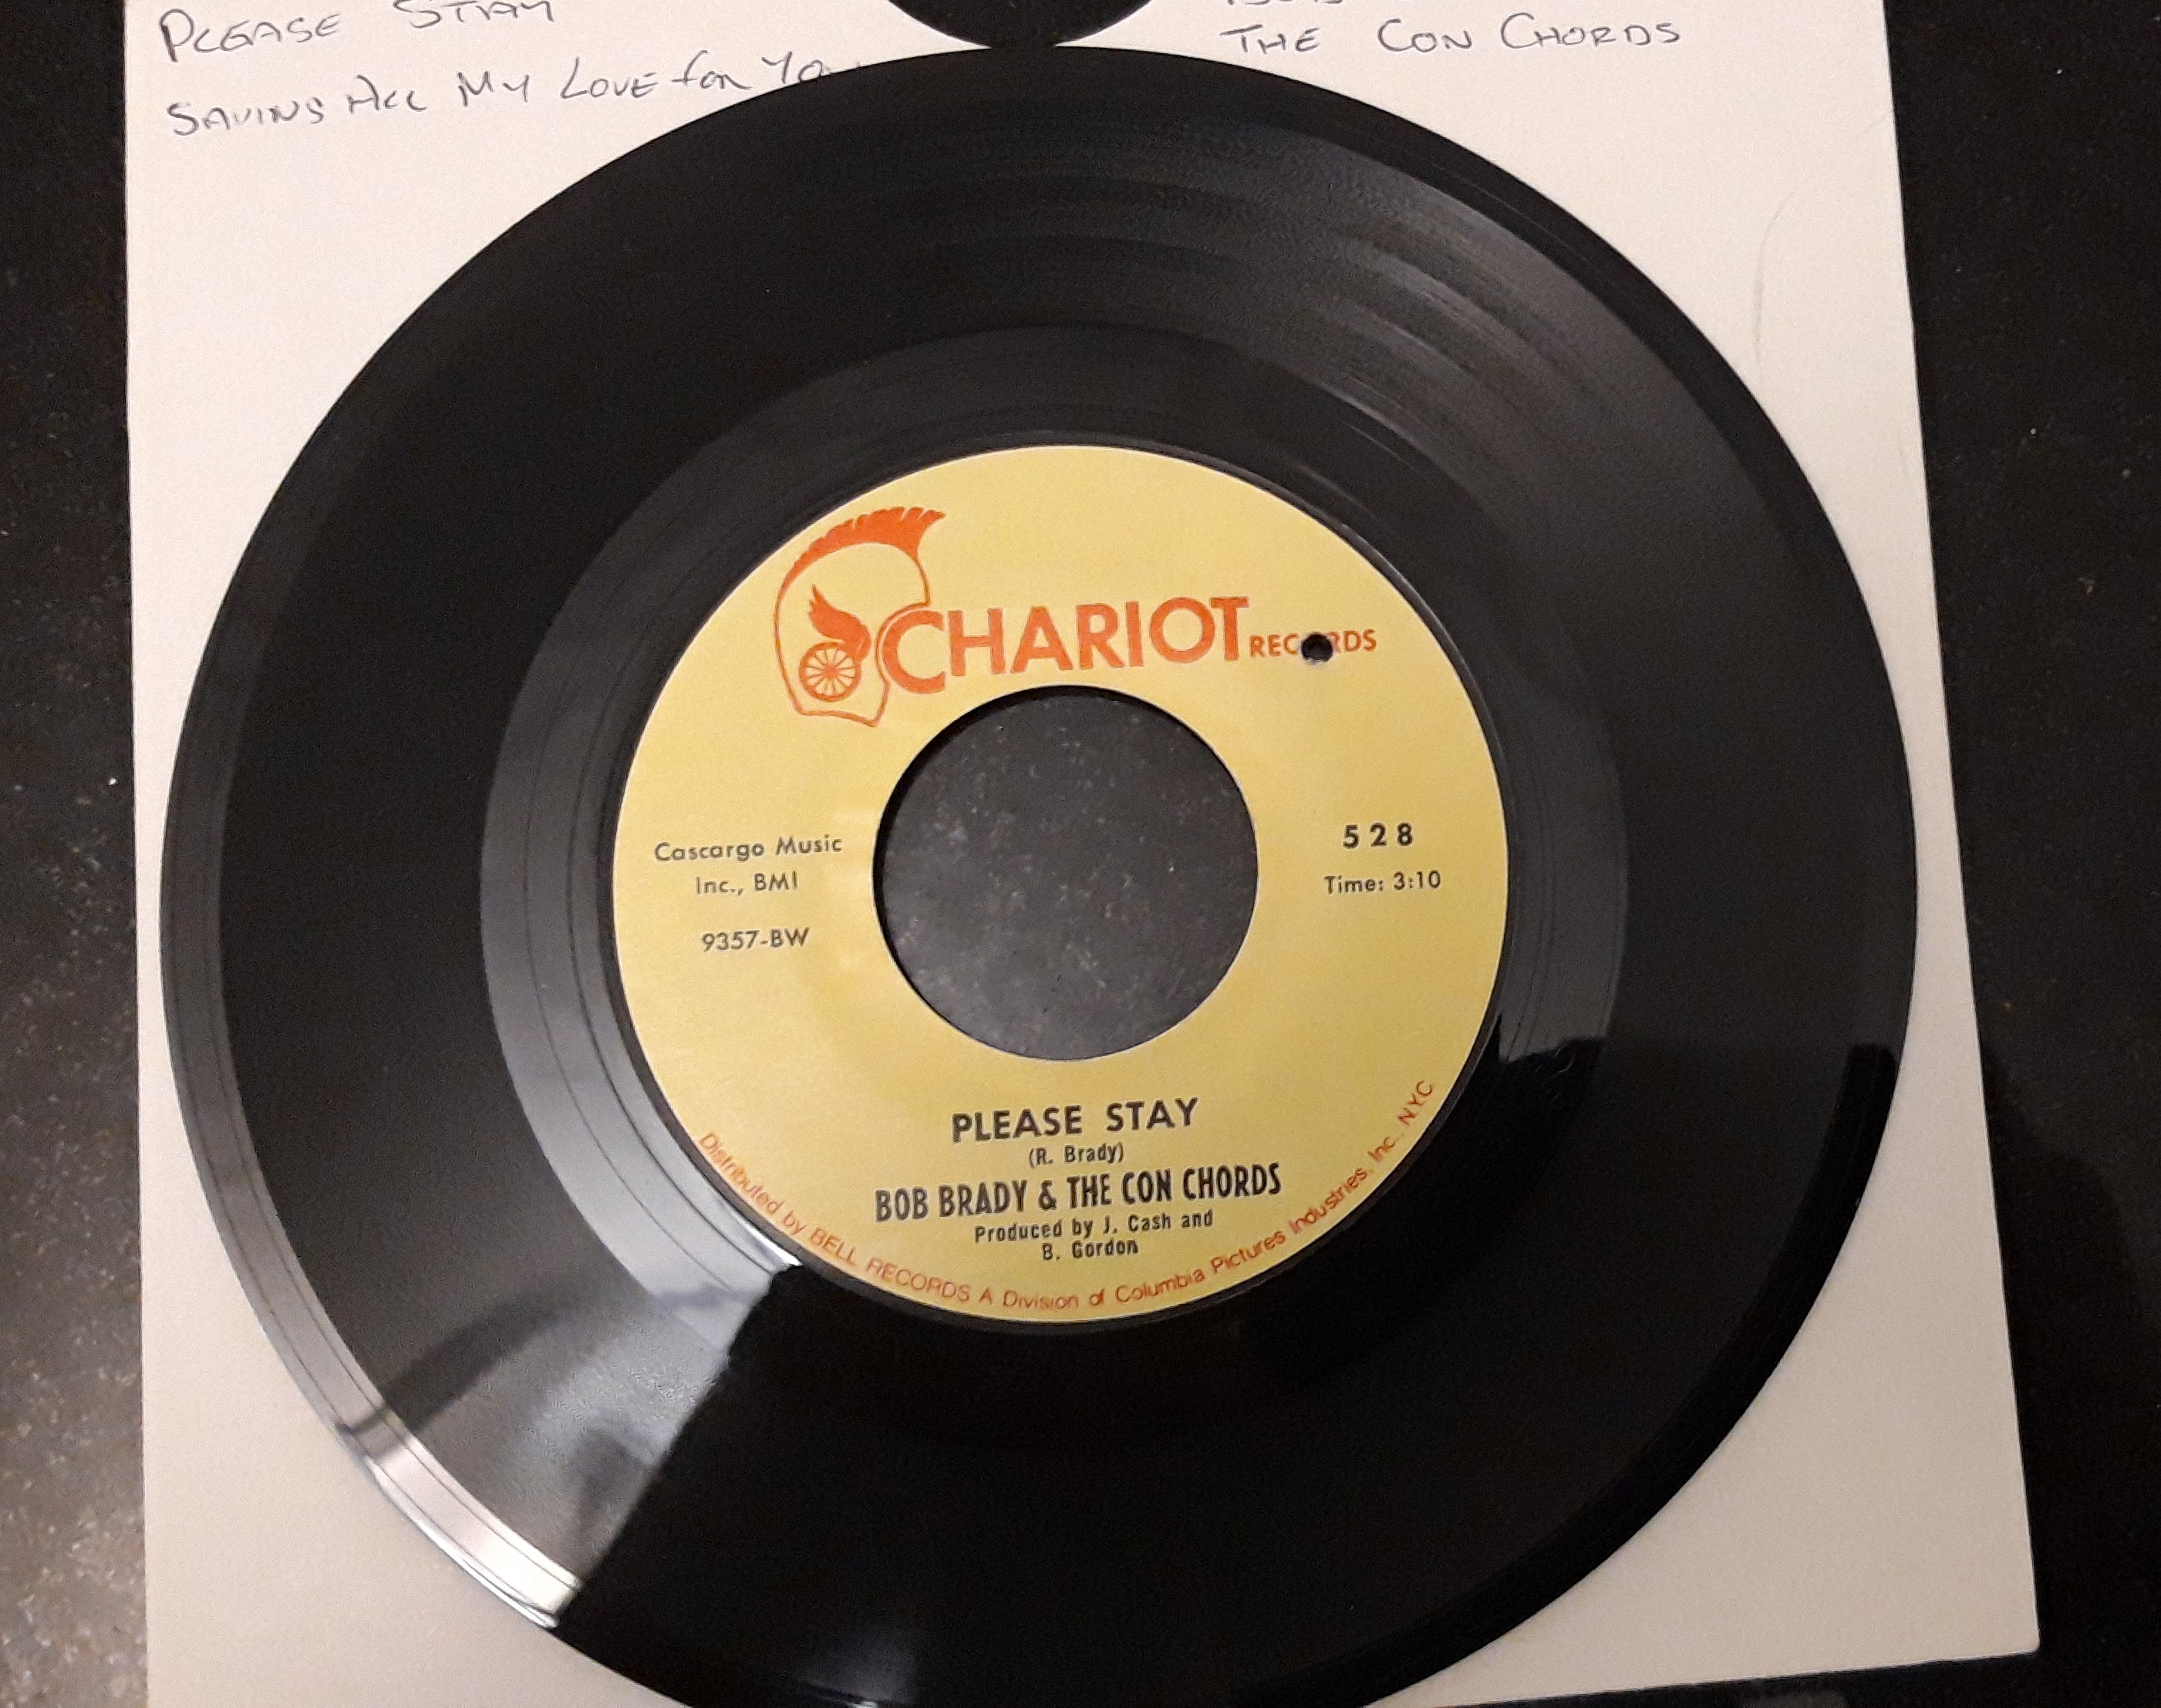 PLEASE STAY
SAVING ALL MY LOVE for
THE CON CHORDS
CHARIOT RECORDS
Cascargo Music
Inc., BMI
9357-BW
528
Time: 3:10
PLEASE STAY
(R. Brady)
BOB BRADY & THE CON CHORDS
Produced by J. Cash and
B. Gordon
Distributed by BELL RECORDS A Division of Columbia Pictures Industries, Inc., NYC